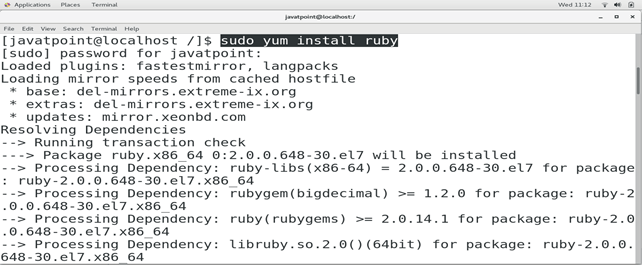 Applications Places Terminal Wed 11:12
javatpoint@localhost:/
File Edit View Search Terminal Help
[javatpoint@localhost /]$ sudo yum install ruby
[sudo] password for javatpoint:
Loaded plugins: fastestmirror, langpacks
Loading mirror speeds from cached hostfile
 * base: del-mirrors.extreme-ix.org
 * extras: del-mirrors.extreme-ix.org
 * updates: mirror.xeonbd.com
Resolving Dependencies
--> Running transaction check
---> Package ruby.x86_64 0:2.0.0.648-30.el7 will be installed
--> Processing Dependency: ruby-libs(x86-64) = 2.0.0.648-30.el7 for package
: ruby-2.0.0.648-30.el7.x86_64
--> Processing Dependency: rubygem(bigdecimal) >= 1.2.0 for package: ruby-2
.0.0.648-30.el7.x86_64
--> Processing Dependency: ruby(rubygems) >= 2.0.14.1 for package: ruby-2.0
.0.648-30.el7.x86_64
--> Processing Dependency: libruby.so.2.0()(64bit) for package: ruby-2.0.0.
648-30.el7.x86_64